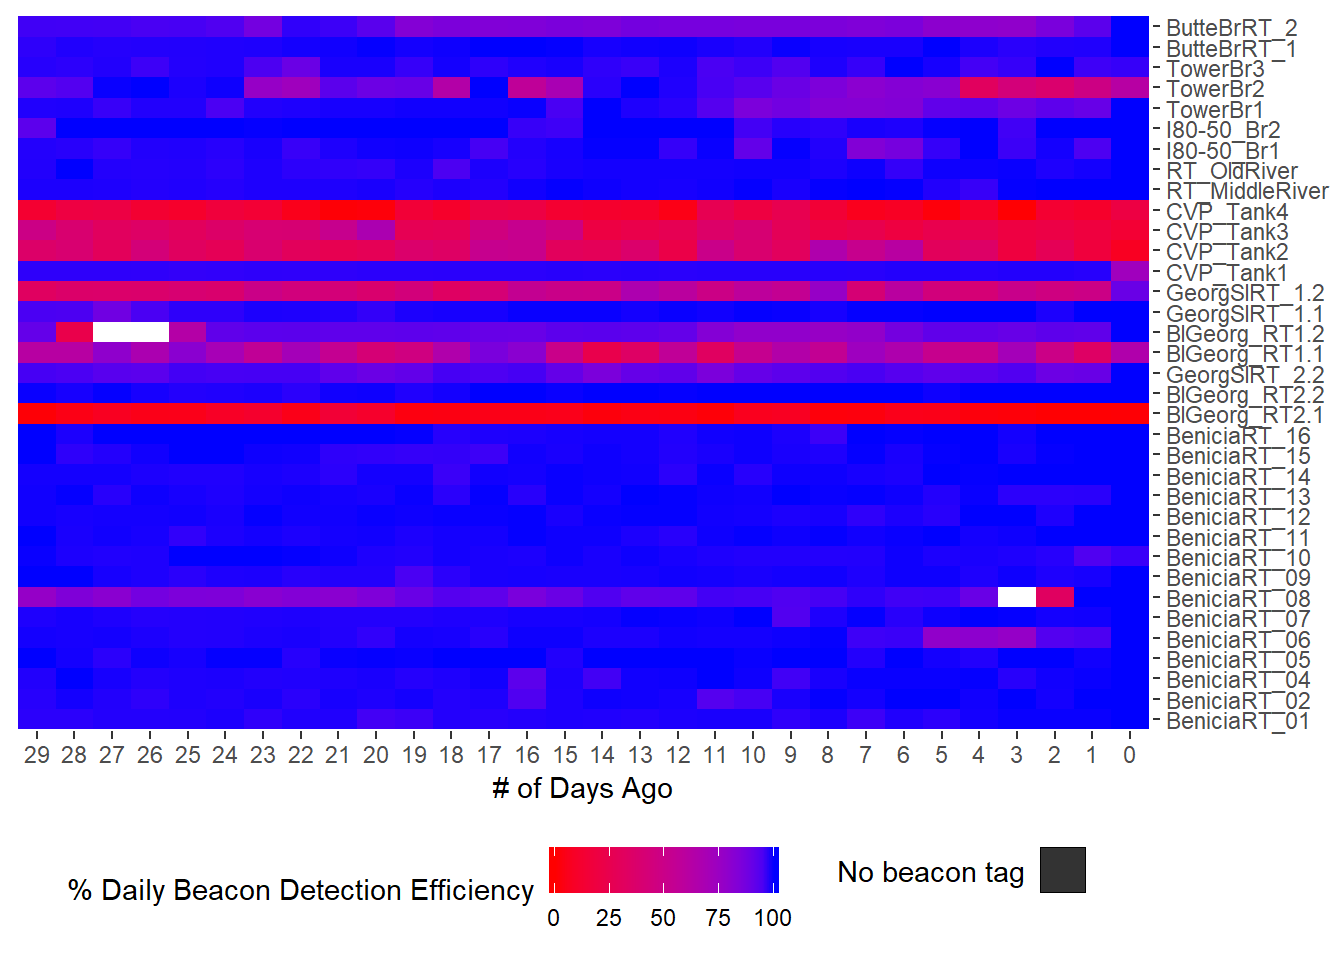 ButteBrRT_2
ButteBrRT_1
TowerBr3
TowerBr2
TowerBr1
I80-50_Br2
I80-50_Br1
RT_OldRiver
RT_MiddleRiver
CVP_Tank4
CVP_Tank3
CVP_Tank2
CVP_Tank1
GeorgSlRT_1.2
GeorgSlRT_1.1
BlGeorg_RT1.2
BlGeorg_RT1.1
GeorgSlRT_2.2
BlGeorg_RT2.2
BlGeorg_RT2.1
BeniciaRT_16
BeniciaRT_15
BeniciaRT_14
BeniciaRT_13
BeniciaRT_12
BeniciaRT_11
BeniciaRT_10
BeniciaRT_09
BeniciaRT_08
BeniciaRT_07
BeniciaRT_06
BeniciaRT_05
BeniciaRT_04
BeniciaRT_02
BeniciaRT_01
29 28 27 26 25 24 23 22 21 20 19 18 17 16 15 14 13 12 11 10 9 8 7 6 5 4 3 2 1 0
# of Days Ago
% Daily Beacon Detection Efficiency
0 25 50 75 100
No beacon tag